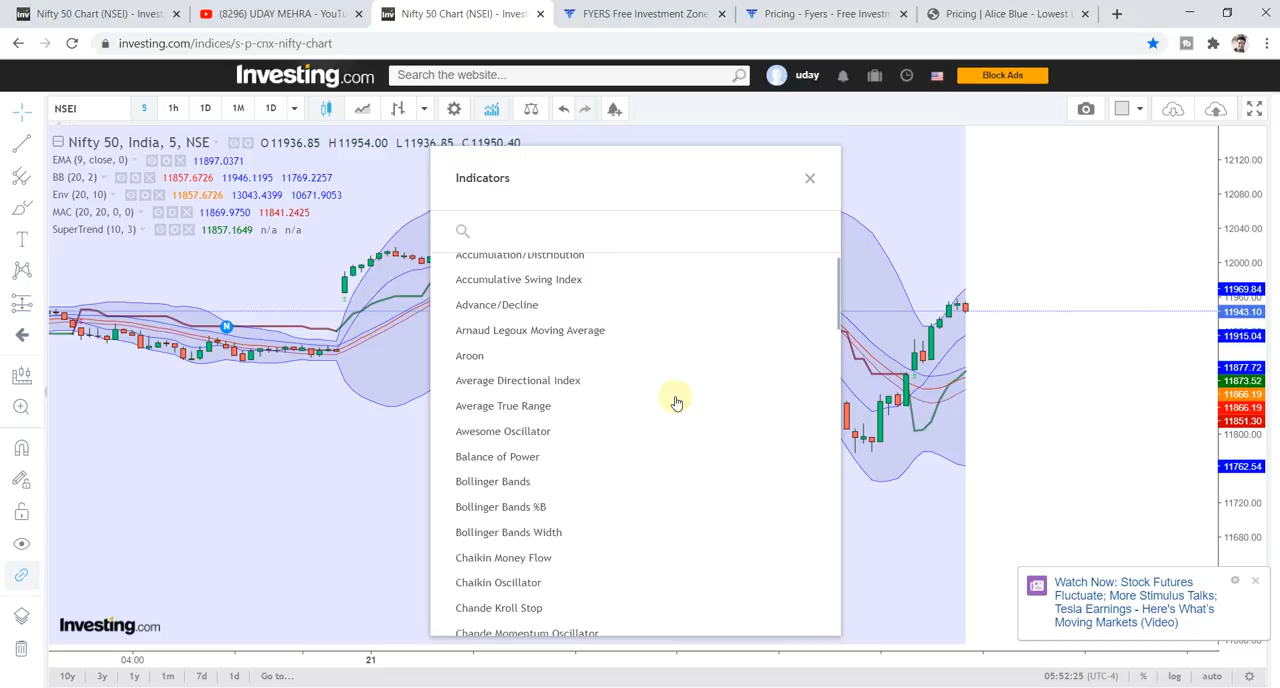 Nifty 50 Chart (NSEI) - Invest
(8296) UDAY MEHRA - YouTu
Nifty 50 Chart (NSEI) - Invest
FYERS Free Investment Zone
Pricing - Fyers - Free Investm
Pricing | Alice Blue - Lowest
investing.com/indices/s-p-cnx-nifty-chart
Investing.com
Search the website...
uday
Block Ads
NSEI
5
1h
1D
1M
1D
Nifty 50, India, 5, NSE
O11936.85 H11954.00 L11936.85 C11950.40
EMA (9, close, 0) 11897.0371
BB (20, 2) 11857.6726 11946.1195 11769.2257
Env (20, 10) 11857.6726 13043.4399 10671.9053
MAC (20, 20, 0, 0) 11869.9750 11841.2425
SuperTrend (10, 3) 11857.1649 n/a n/a
N
Indicators
Accumulation/Distribution
Accumulative Swing Index
Advance/Decline
Arnaud Legoux Moving Average
Aroon
Average Directional Index
Average True Range
Awesome Oscillator
Balance of Power
Bollinger Bands
Bollinger Bands %B
Bollinger Bands Width
Chaikin Money Flow
Chaikin Oscillator
Chande Kroll Stop
Chande Momentum Oscillator
12120.00
12080.00
12040.00
12000.00
11969.84
11960.00
11943.10
11915.04
11877.72
11873.52
11866.19
11866.19
11851.30
11800.00
11762.54
11720.00
11680.00
Watch Now: Stock Futures
Fluctuate; More Stimulus Talks;
Tesla Earnings - Here's What's
Moving Markets (Video)
Investing.com
04:00
21
10y
3y
1y
1m
7d
1d
Go to...
05:52:25 (UTC-4)
%
log
auto